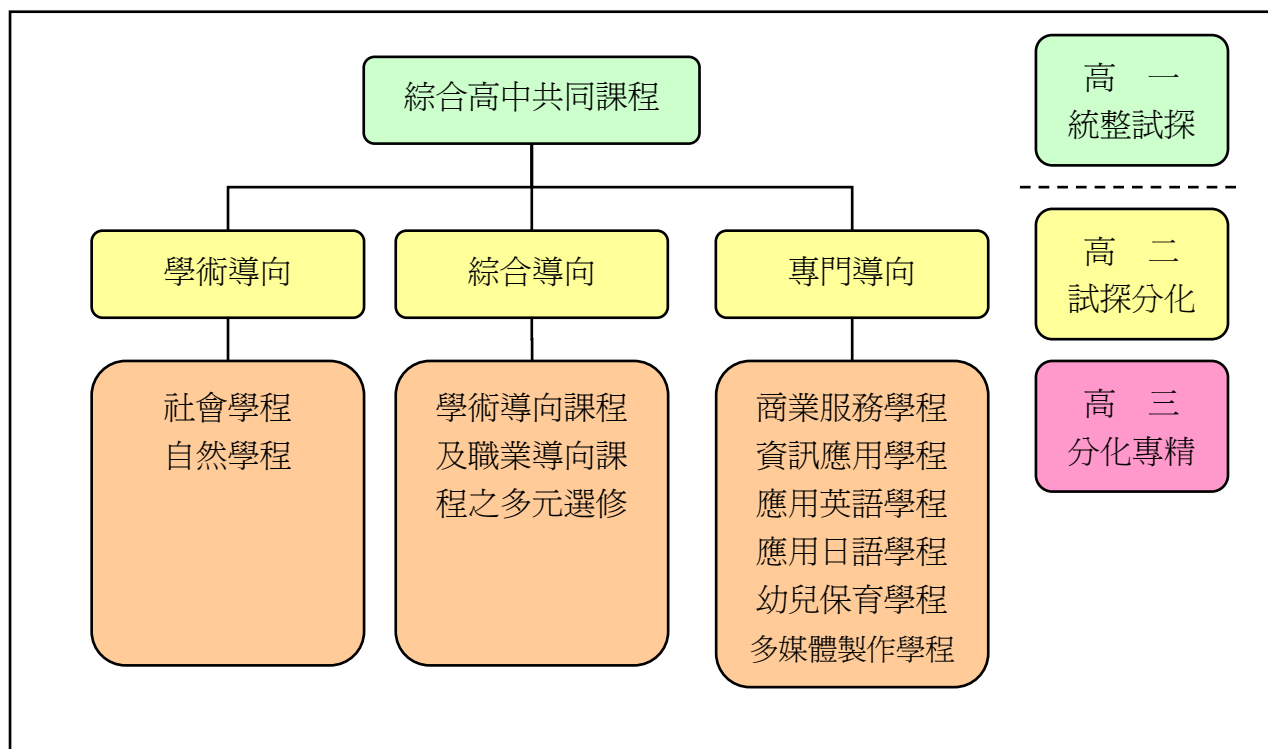 綜合高中共同課程
高 一
統整試探
學術導向
綜合導向
專門導向
高 二
試探分化
社會學程
自然學程
學術導向課程
及職業導向課
程之多元選修
商業服務學程
資訊應用學程
應用英語學程
應用日語學程
幼兒保育學程
多媒體製作學程
高 三
分化專精